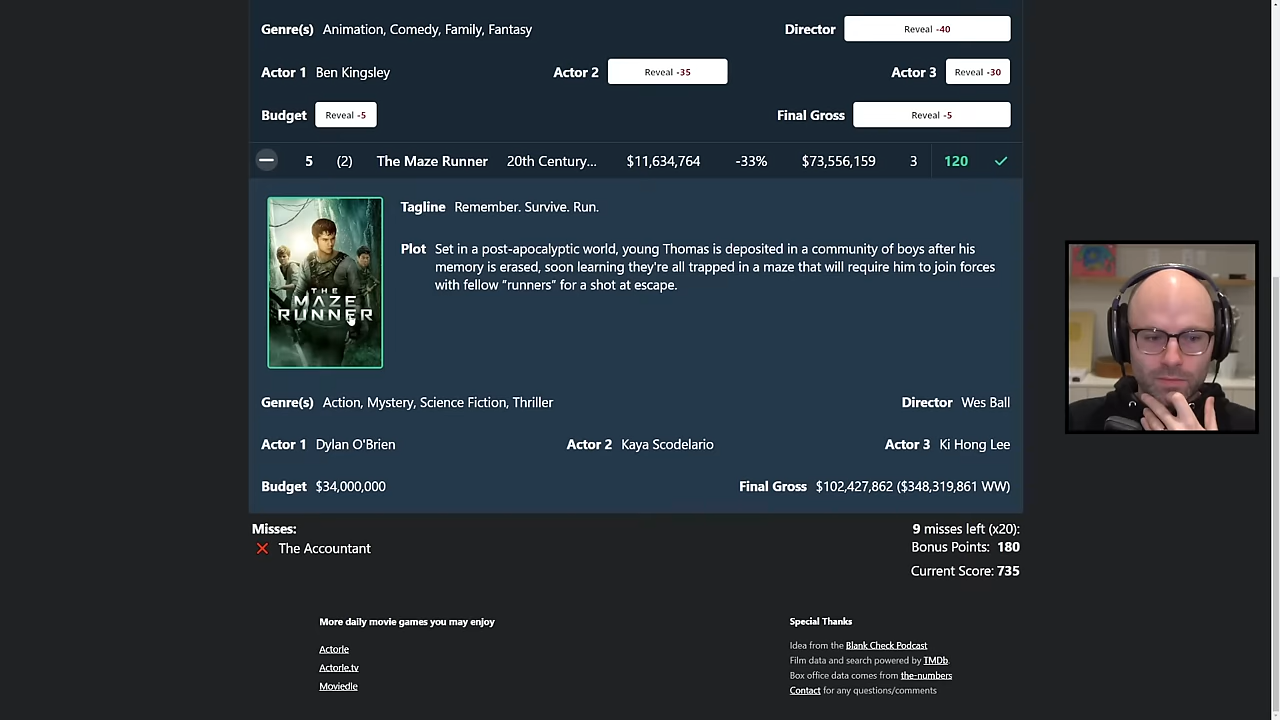 Genre(s) Animation, Comedy, Family, Fantasy Director Reveal -40
Actor 1 Ben Kingsley Actor 2 Reveal -35 Actor 3 Reveal -30
Budget Reveal -5 Final Gross Reveal -5
5 (2) The Maze Runner 20th Century... $11,634,764 -33% $73,556,159 3 120
Tagline Remember. Survive. Run.
Plot Set in a post-apocalyptic world, young Thomas is deposited in a community of boys after his
memory is erased, soon learning they're all trapped in a maze that will require him to join forces
with fellow "runners" for a shot at escape.
THE
MAZE
RUNNER
Genre(s) Action, Mystery, Science Fiction, Thriller Director Wes Ball
Actor 1 Dylan O'Brien Actor 2 Kaya Scodelario Actor 3 Ki Hong Lee
Budget $34,000,000 Final Gross $102,427,862 ($348,319,861 WW)
Misses: 9 misses left (x20):
The Accountant Bonus Points: 180
Current Score: 735
More daily movie games you may enjoy
Actorle
Actorle.tv
Moviedle
Special Thanks
Idea from the Blank Check Podcast
Film data and search powered by TMDb.
Box office data comes from the-numbers
Contact for any questions/comments